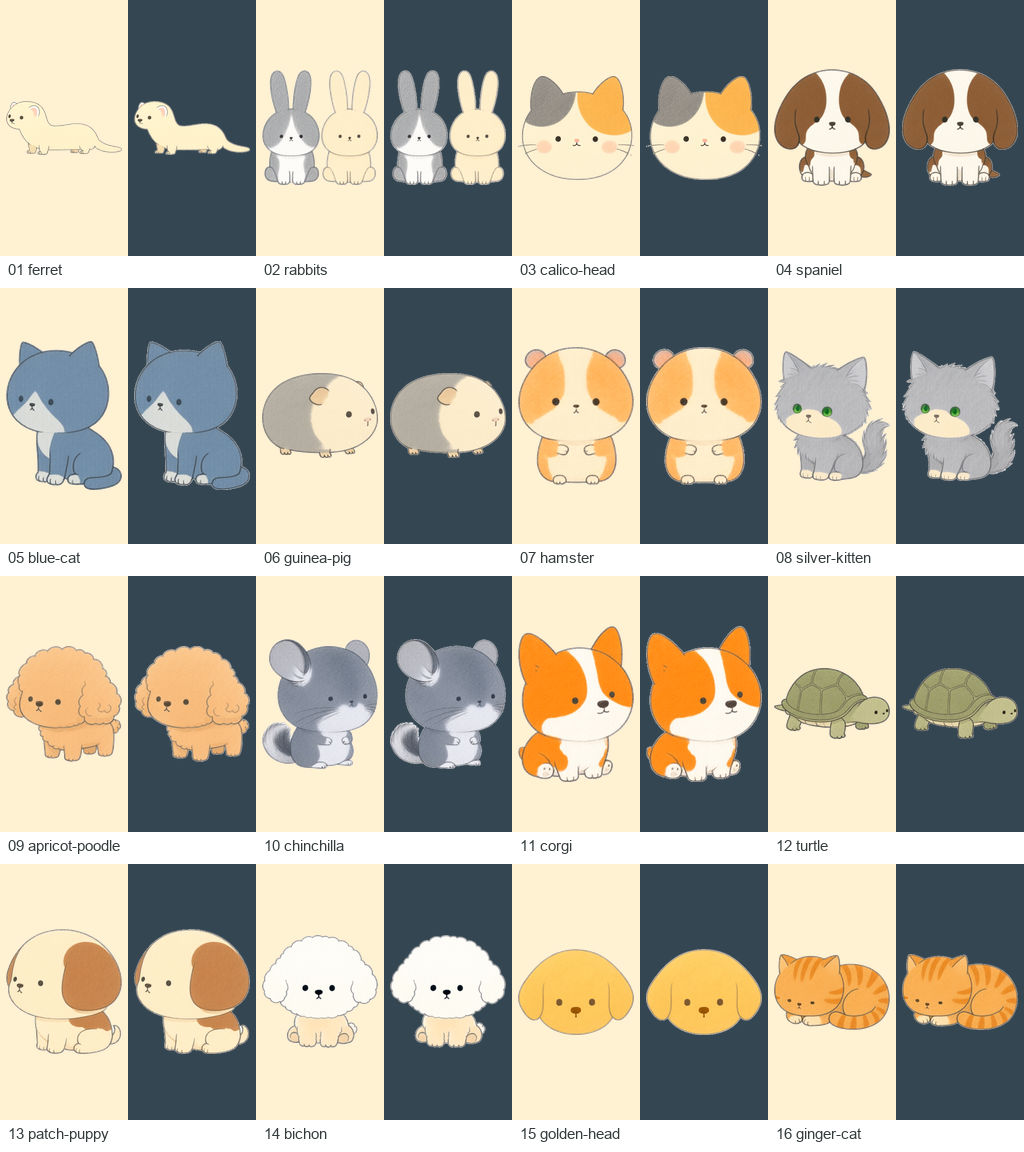 01 ferret
02 rabbits
03 calico-head
04 spaniel
05 blue-cat
06 guinea-pig
07 hamster
08 silver-kitten
09 apricot-poodle
10 chinchilla
11 corgi
12 turtle
13 patch-puppy
14 bichon
15 golden-head
16 ginger-cat